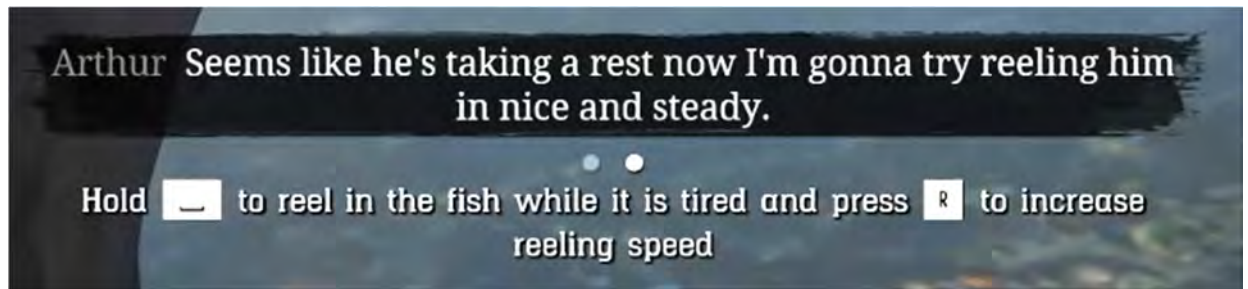 Arthur Seems like he's taking a rest now I'm gonna try reeling him
in nice and steady.
Hold to reel in the fish while it is tired and press R to increase
reeling speed